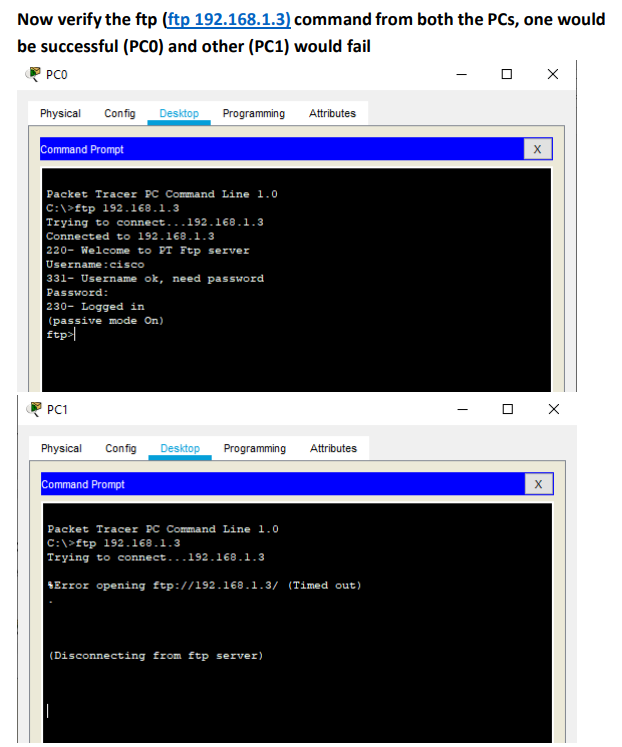 Now verify the ftp (ftp 192.168.1.3) command from both the PCs, one would
be successful (PC0) and other (PC1) would fail
PC0
Physical Config Desktop Programming Attributes
Command Prompt X
Packet Tracer PC Command Line 1.0
C:\>ftp 192.168.1.3
Trying to connect...192.168.1.3
Connected to 192.168.1.3
220- Welcome to PT Ftp server
Username:cisco
331- Username ok, need password
Password:
230- Logged in
(passive mode On)
ftp>
PC1
Physical Config Desktop Programming Attributes
Command Prompt X
Packet Tracer PC Command Line 1.0
C:\>ftp 192.168.1.3
Trying to connect...192.168.1.3
%Error opening ftp://192.168.1.3/ (Timed out)
.
(Disconnecting from ftp server)